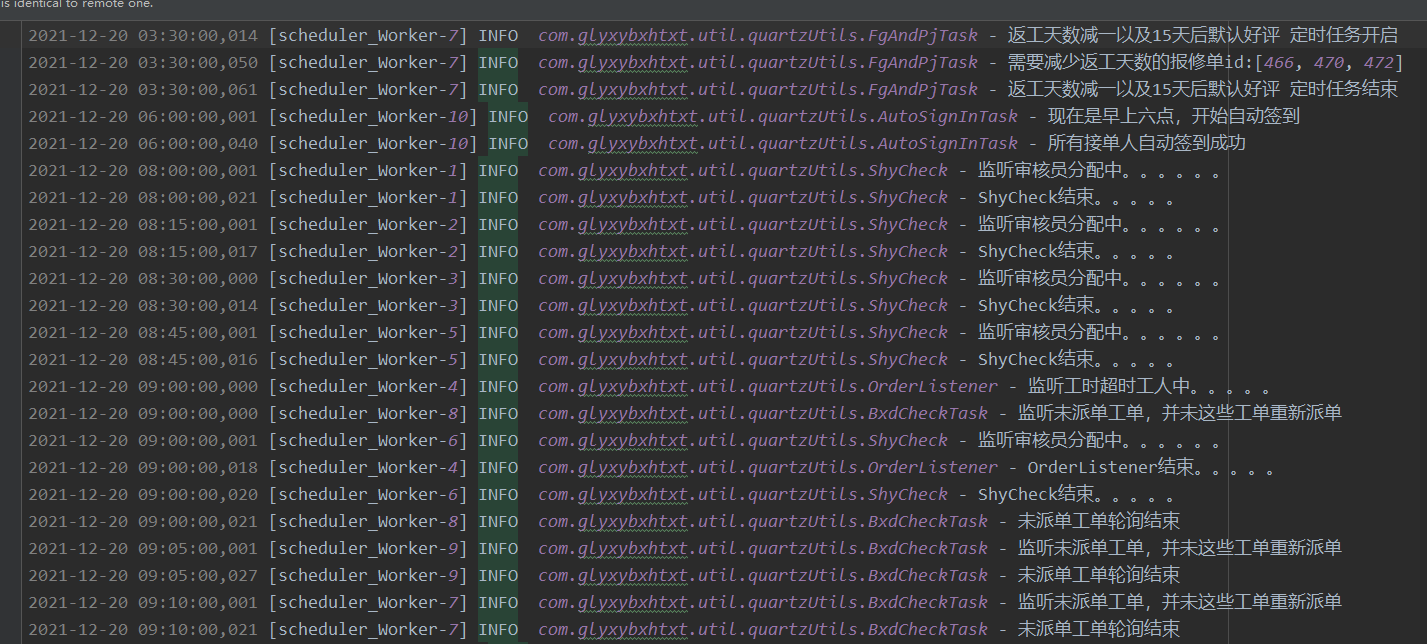 is identical to remote one.
2021-12-20 03:30:00,014 [scheduler_Worker-7] INFO  com.glyxybxhtxt.util.quartzUtils.FgAndPjTask - 返工天数减一以及15天后默认好评 定时任务开启
2021-12-20 03:30:00,050 [scheduler_Worker-7] INFO  com.glyxybxhtxt.util.quartzUtils.FgAndPjTask - 需要减少返工天数的报修单id:[466, 470, 472]
2021-12-20 03:30:00,061 [scheduler_Worker-7] INFO  com.glyxybxhtxt.util.quartzUtils.FgAndPjTask - 返工天数减一以及15天后默认好评 定时任务结束
2021-12-20 06:00:00,001 [scheduler_Worker-10] INFO  com.glyxybxhtxt.util.quartzUtils.AutoSignInTask - 现在是早上六点，开始自动签到
2021-12-20 06:00:00,040 [scheduler_Worker-10] INFO  com.glyxybxhtxt.util.quartzUtils.AutoSignInTask - 所有接单人自动签到成功
2021-12-20 08:00:00,001 [scheduler_Worker-1] INFO  com.glyxybxhtxt.util.quartzUtils.ShyCheck - 监听审核员分配中。。。。。。
2021-12-20 08:00:00,021 [scheduler_Worker-1] INFO  com.glyxybxhtxt.util.quartzUtils.ShyCheck - ShyCheck结束。。。。。
2021-12-20 08:15:00,001 [scheduler_Worker-2] INFO  com.glyxybxhtxt.util.quartzUtils.ShyCheck - 监听审核员分配中。。。。。。
2021-12-20 08:15:00,017 [scheduler_Worker-2] INFO  com.glyxybxhtxt.util.quartzUtils.ShyCheck - ShyCheck结束。。。。。
2021-12-20 08:30:00,000 [scheduler_Worker-3] INFO  com.glyxybxhtxt.util.quartzUtils.ShyCheck - 监听审核员分配中。。。。。。
2021-12-20 08:30:00,014 [scheduler_Worker-3] INFO  com.glyxybxhtxt.util.quartzUtils.ShyCheck - ShyCheck结束。。。。。
2021-12-20 08:45:00,001 [scheduler_Worker-5] INFO  com.glyxybxhtxt.util.quartzUtils.ShyCheck - 监听审核员分配中。。。。。。
2021-12-20 08:45:00,016 [scheduler_Worker-5] INFO  com.glyxybxhtxt.util.quartzUtils.ShyCheck - ShyCheck结束。。。。。
2021-12-20 09:00:00,000 [scheduler_Worker-4] INFO  com.glyxybxhtxt.util.quartzUtils.OrderListener - 监听工时超时工人中。。。。。
2021-12-20 09:00:00,000 [scheduler_Worker-8] INFO  com.glyxybxhtxt.util.quartzUtils.BxdCheckTask - 监听未派单工单，并未这些工单重新派单
2021-12-20 09:00:00,001 [scheduler_Worker-6] INFO  com.glyxybxhtxt.util.quartzUtils.ShyCheck - 监听审核员分配中。。。。。。
2021-12-20 09:00:00,018 [scheduler_Worker-4] INFO  com.glyxybxhtxt.util.quartzUtils.OrderListener - OrderListener结束。。。。。
2021-12-20 09:00:00,020 [scheduler_Worker-6] INFO  com.glyxybxhtxt.util.quartzUtils.ShyCheck - ShyCheck结束。。。。。
2021-12-20 09:00:00,021 [scheduler_Worker-8] INFO  com.glyxybxhtxt.util.quartzUtils.BxdCheckTask - 未派单工单轮询结束
2021-12-20 09:05:00,001 [scheduler_Worker-9] INFO  com.glyxybxhtxt.util.quartzUtils.BxdCheckTask - 监听未派单工单，并未这些工单重新派单
2021-12-20 09:05:00,027 [scheduler_Worker-9] INFO  com.glyxybxhtxt.util.quartzUtils.BxdCheckTask - 未派单工单轮询结束
2021-12-20 09:10:00,001 [scheduler_Worker-7] INFO  com.glyxybxhtxt.util.quartzUtils.BxdCheckTask - 监听未派单工单，并未这些工单重新派单
2021-12-20 09:10:00,021 [scheduler_Worker-7] INFO  com.glyxybxhtxt.util.quartzUtils.BxdCheckTask - 未派单工单轮询结束